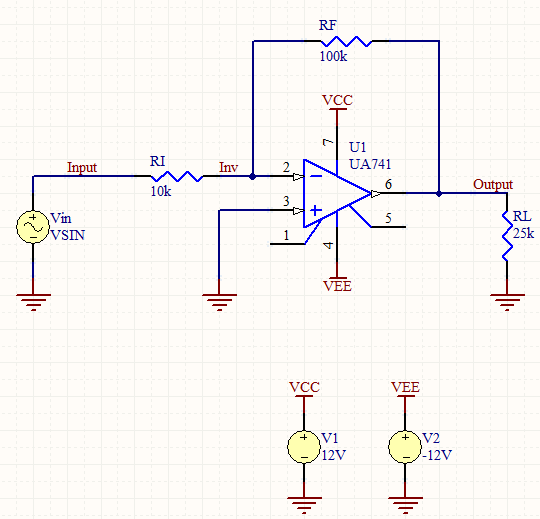 RF
100k
VCC
7
U1
UA741
Input
RI
10k
Inv
2
3
1
6
5
4
Output
RL
25k
Vin
VSIN
VEE
VCC
VEE
V1
12V
V2
-12V